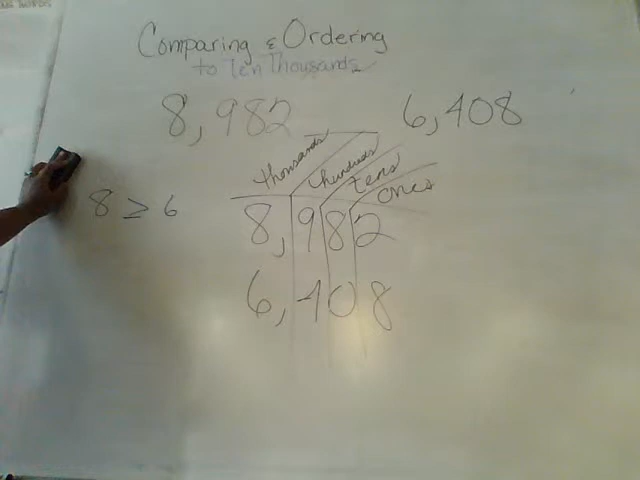 Comparing & Ordering
to Ten Thousands
8,982 6,408
thousands hundreds tens ones
8 ≥ 6
8,982
6,408